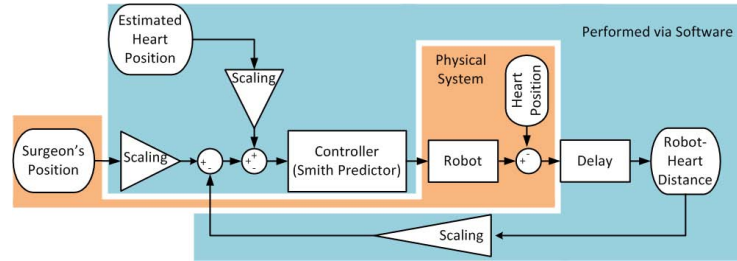 Estimated
Heart
Position
Performed via Software
Scaling
Physical
System
Heart
Position
Surgeon's
Position
Scaling
+
-
+
+
-
Controller
(Smith Predictor)
Robot
+
-
Delay
Robot-
Heart
Distance
Scaling